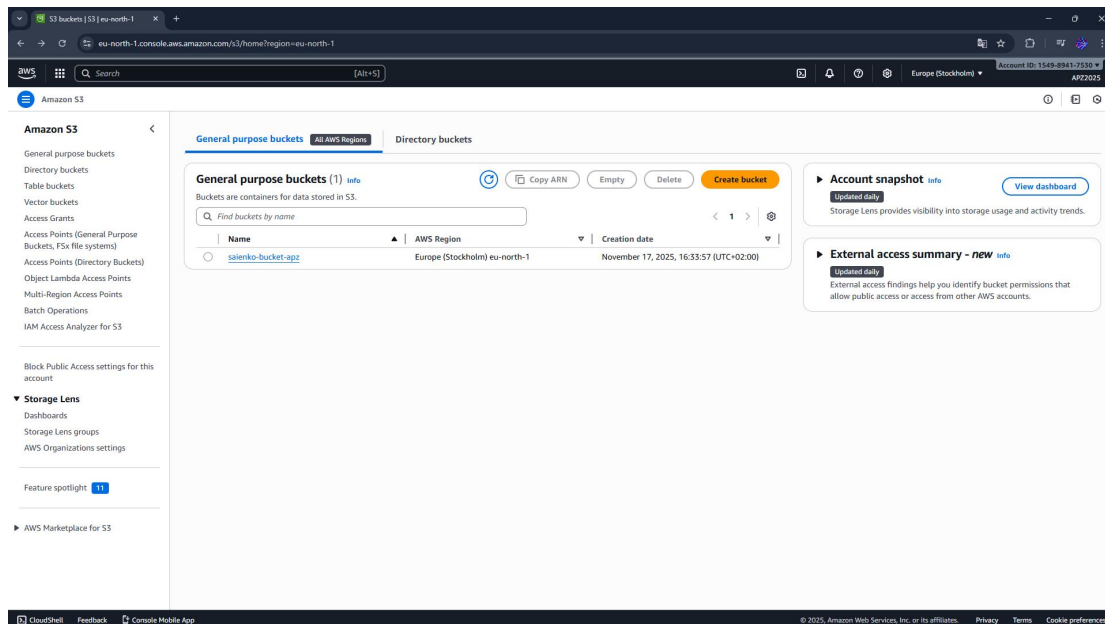 S3 buckets | S3 | eu-north-1
eu-north-1.console.aws.amazon.com/s3/home?region=eu-north-1
aws
Search [Alt+S]
Europe (Stockholm)
Account ID: 1549-8941-7530
APZ2025
Amazon S3
Amazon S3
General purpose buckets
Directory buckets
Table buckets
Vector buckets
Access Grants
Access Points (General Purpose
Buckets, FSx file systems)
Access Points (Directory Buckets)
Object Lambda Access Points
Multi-Region Access Points
Batch Operations
IAM Access Analyzer for S3
Block Public Access settings for this
account
Storage Lens
Dashboards
Storage Lens groups
AWS Organizations settings
Feature spotlight 11
AWS Marketplace for S3
General purpose buckets All AWS Regions Directory buckets
General purpose buckets (1) Info
Copy ARN Empty Delete Create bucket
Buckets are containers for data stored in S3.
Find buckets by name
1
Name AWS Region Creation date
saienko-bucket-apz Europe (Stockholm) eu-north-1 November 17, 2025, 16:33:57 (UTC+02:00)
Account snapshot Info
View dashboard
Updated daily
Storage Lens provides visibility into storage usage and activity trends.
External access summary - new Info
Updated daily
External access findings help you identify bucket permissions that
allow public access or access from other AWS accounts.
CloudShell Feedback Console Mobile App
© 2025, Amazon Web Services, Inc. or its affiliates. Privacy Terms Cookie preferences